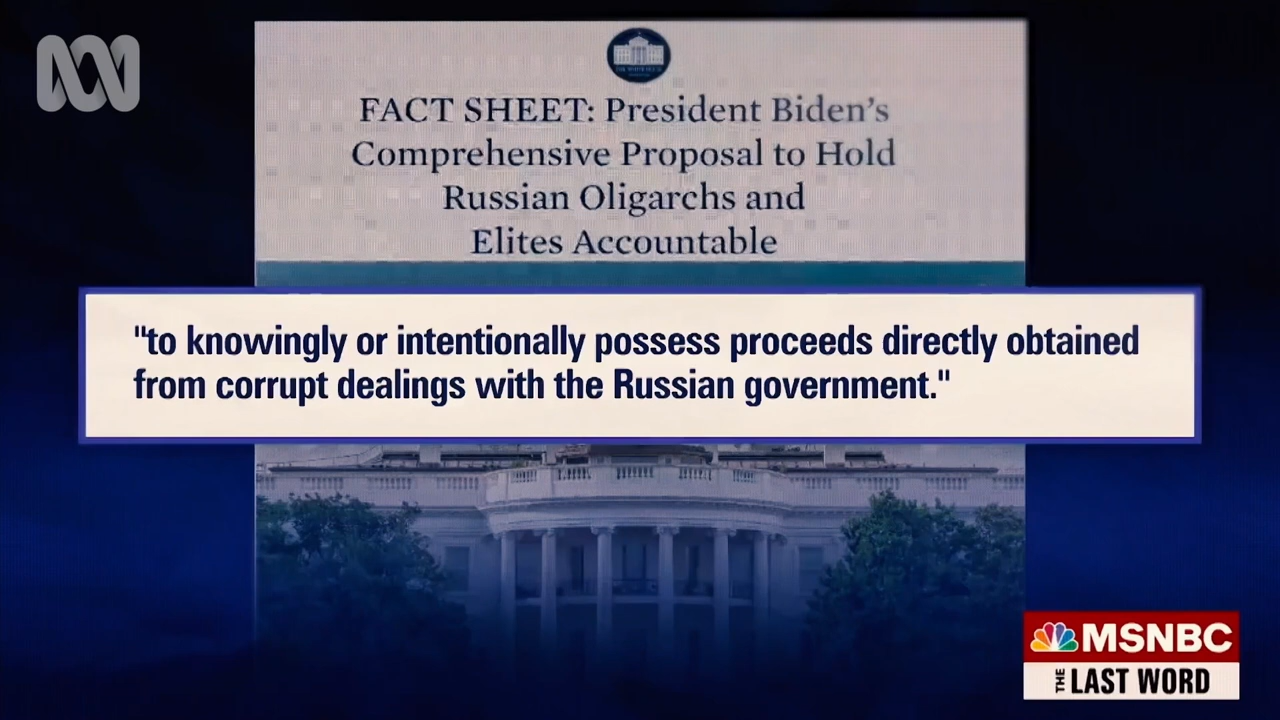 FACT SHEET: President Biden's
Comprehensive Proposal to Hold
Russian Oligarchs and
Elites Accountable
"to knowingly or intentionally possess proceeds directly obtained
from corrupt dealings with the Russian government."
MSNBC
THE LAST WORD